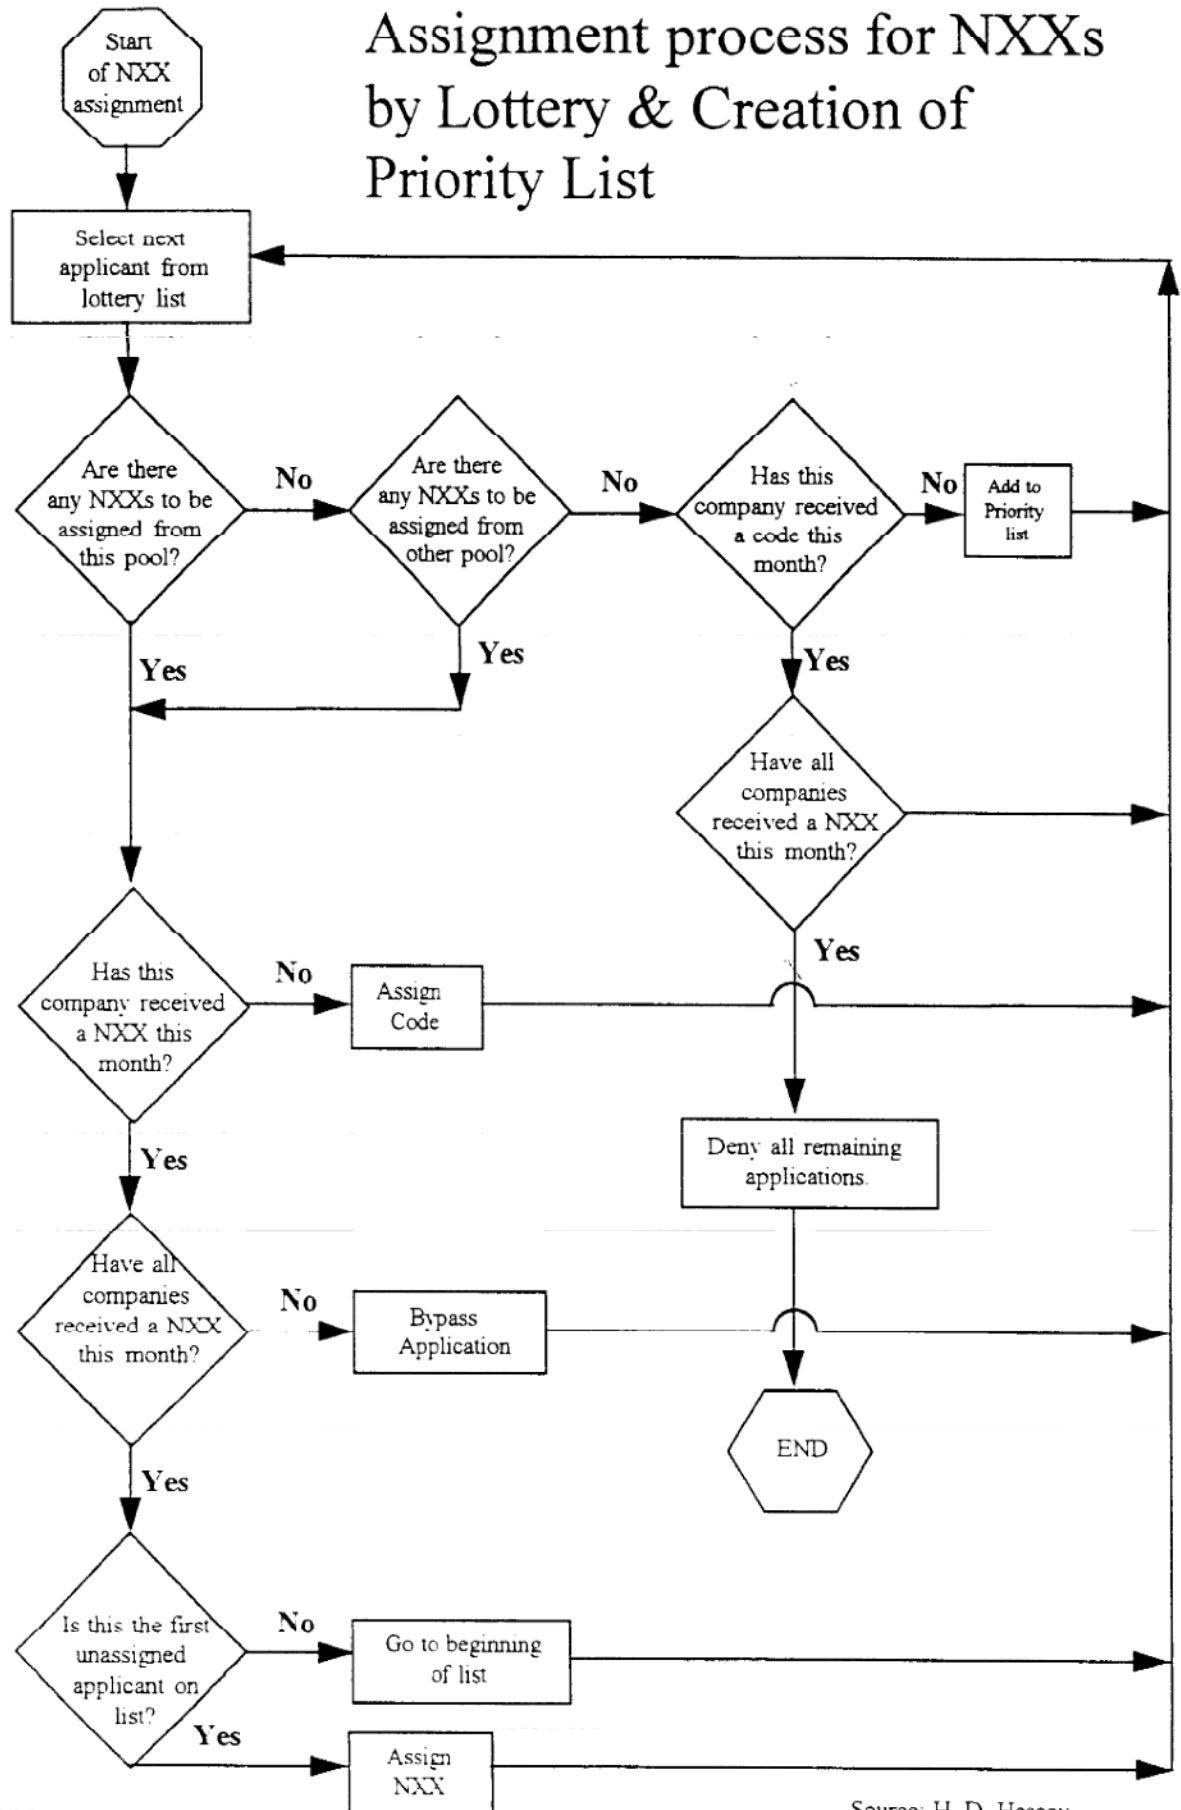 Assignment process for NXXs
by Lottery & Creation of
Priority List
Start
of NXX
assignment
Select next
applicant from
lottery list
Are there
any NXXs to be
assigned from
this pool?
No
Are there
any NXXs to be
assigned from
other pool?
No
Has this
company received
a code this
month?
No
Add to
Priority
list
Yes
Yes
Yes
Have all
companies
received a NXX
this month?
Yes
Has this
company received
a NXX this
month?
No
Assign
Code
Yes
Deny all remaining
applications.
Have all
companies
received a NXX
this month?
No
Bypass
Application
END
Yes
Is this the first
unassigned
applicant on
list?
No
Go to beginning
of list
Yes
Assign
NXX
Source: H. D.